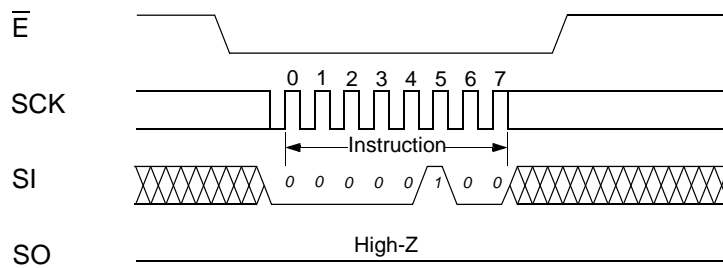 E̅
SCK
0 1 2 3 4 5 6 7
Instruction
SI
0 0 0 0 0 1 0 0
High-Z
SO